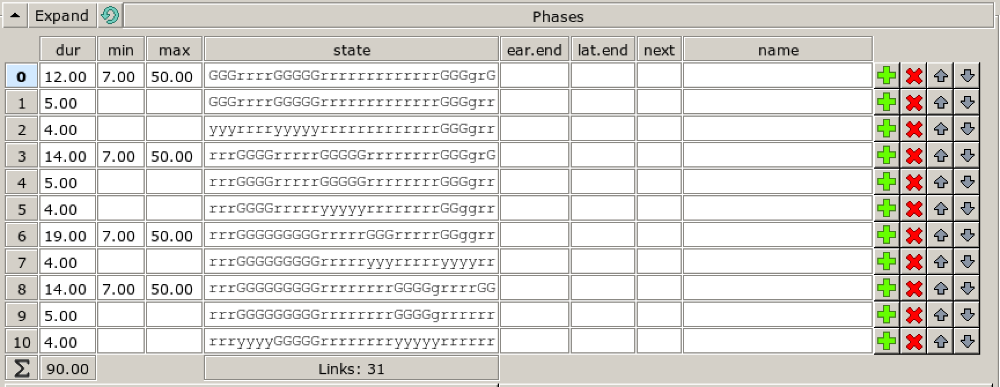 Expand Phases
dur min max state ear.end lat.end next name
0 12.00 7.00 50.00 GGGrrrrGGGGGrrrrrrrrrrrrrGGGgrG
1 5.00 GGGrrrrGGGGGrrrrrrrrrrrrrGGGgrr
2 4.00 yyyrrrryyyyyrrrrrrrrrrrrrGGGgrr
3 14.00 7.00 50.00 rrrGGGGrrrrrGGGGGrrrrrrrrGGGgrG
4 5.00 rrrGGGGrrrrrGGGGGrrrrrrrrGGGgrr
5 4.00 rrrGGGGrrrrryyyyyrrrrrrrrGGggrr
6 19.00 7.00 50.00 rrrGGGGGGGGGrrrrrGGGrrrrrGGggrr
7 4.00 rrrGGGGGGGGGrrrrryyyrrrrryyyyrr
8 14.00 7.00 50.00 rrrGGGGGGGGGrrrrrrrrGGGGgrrrrGG
9 5.00 rrrGGGGGGGGGrrrrrrrrGGGGgrrrrrr
10 4.00 rrryyyyGGGGGrrrrrrrryyyyyrrrrrr
Σ 90.00 Links: 31